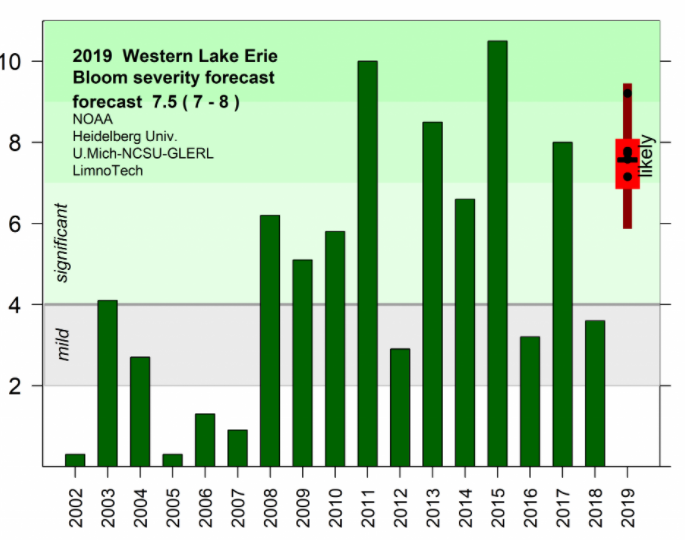 2019 Western Lake Erie
Bloom severity forecast
forecast 7.5 ( 7 - 8 )
NOAA
Heidelberg Univ.
U.Mich-NCSU-GLERL
LimnoTech
10
8
6
4
2
significant
mild
likely
2002
2003
2004
2005
2006
2007
2008
2009
2010
2011
2012
2013
2014
2015
2016
2017
2018
2019